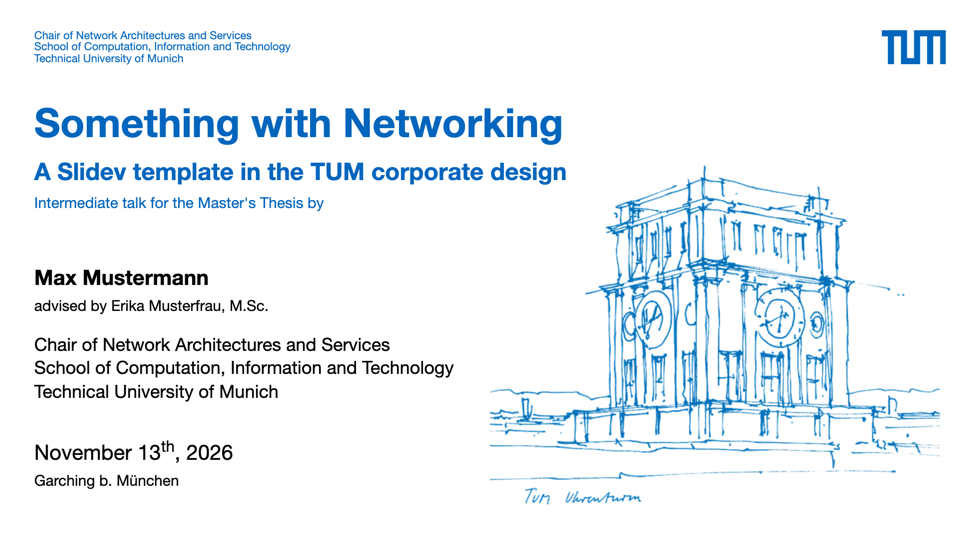 Chair of Network Architectures and Services
School of Computation, Information and Technology
Technical University of Munich
TUM
Something with Networking
A Slidev template in the TUM corporate design
Intermediate talk for the Master's Thesis by
Max Mustermann
advised by Erika Musterfrau, M.Sc.
Chair of Network Architectures and Services
School of Computation, Information and Technology
Technical University of Munich
November 13th, 2026
Garching b. München
TUM Uhrenturm